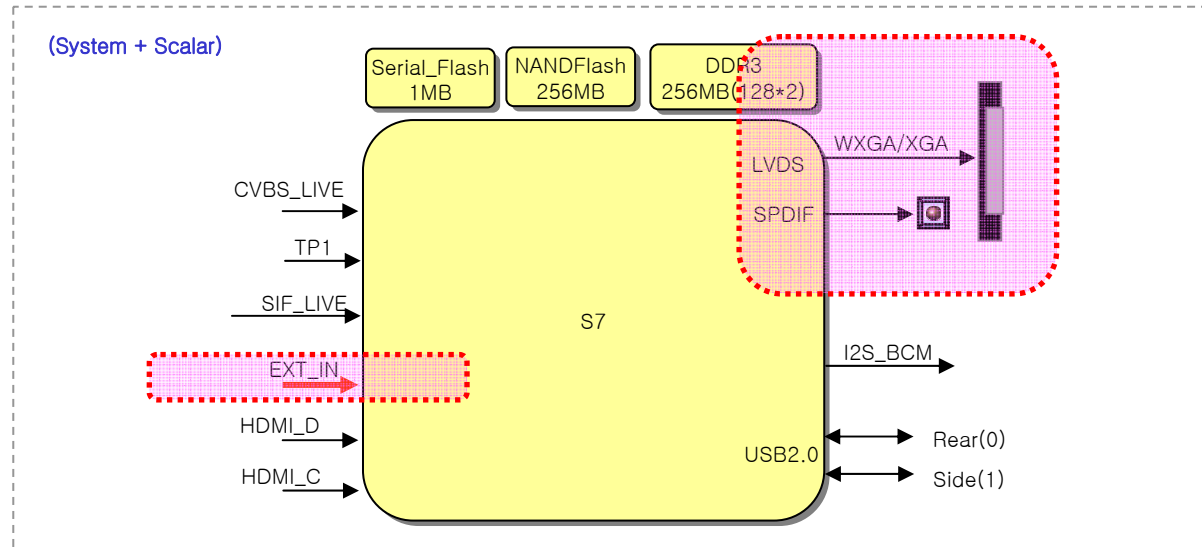 (System + Scalar)
Serial_Flash
1MB
NANDFlash
256MB
DDR3
256MB(128*2)
LVDS
WXGA/XGA
SPDIF
CVBS_LIVE
TP1
SIF_LIVE
S7
EXT_IN
I2S_BCM
HDMI_D
HDMI_C
USB2.0
Rear(0)
Side(1)